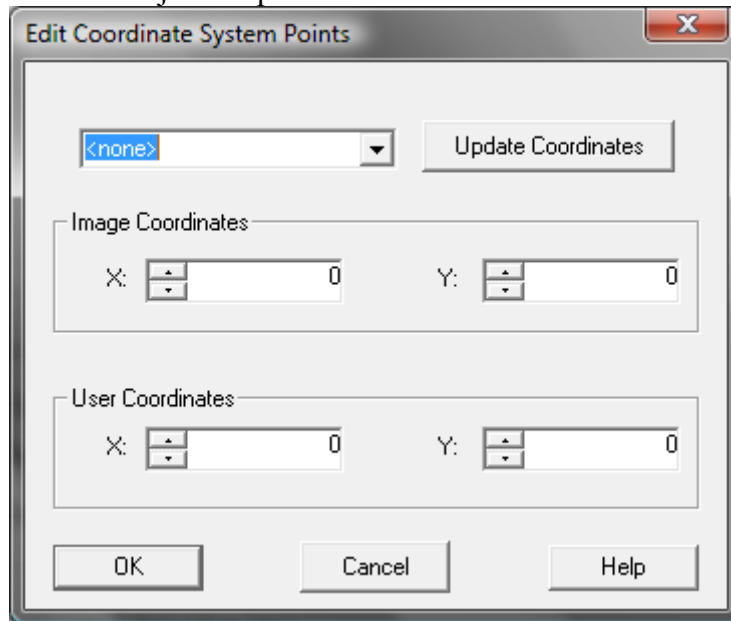 Edit Coordinate System Points
<none>
Update Coordinates
Image Coordinates
X: 0 Y: 0
User Coordinates
X: 0 Y: 0
OK Cancel Help